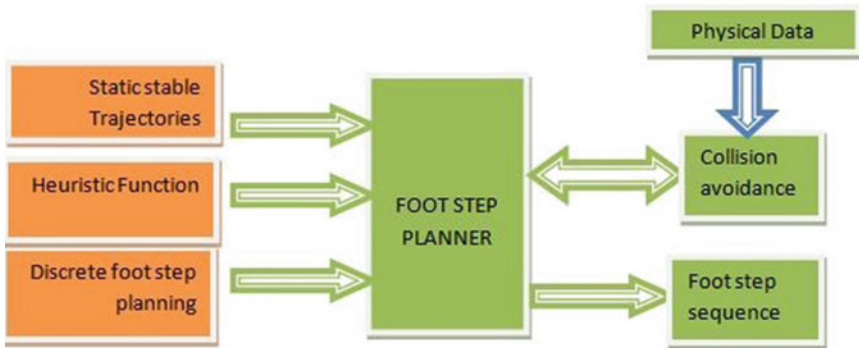 Physical Data
Static stable
Trajectories
Heuristic Function
Discrete foot step
planning
FOOT STEP
PLANNER
Collision
avoidance
Foot step
sequence